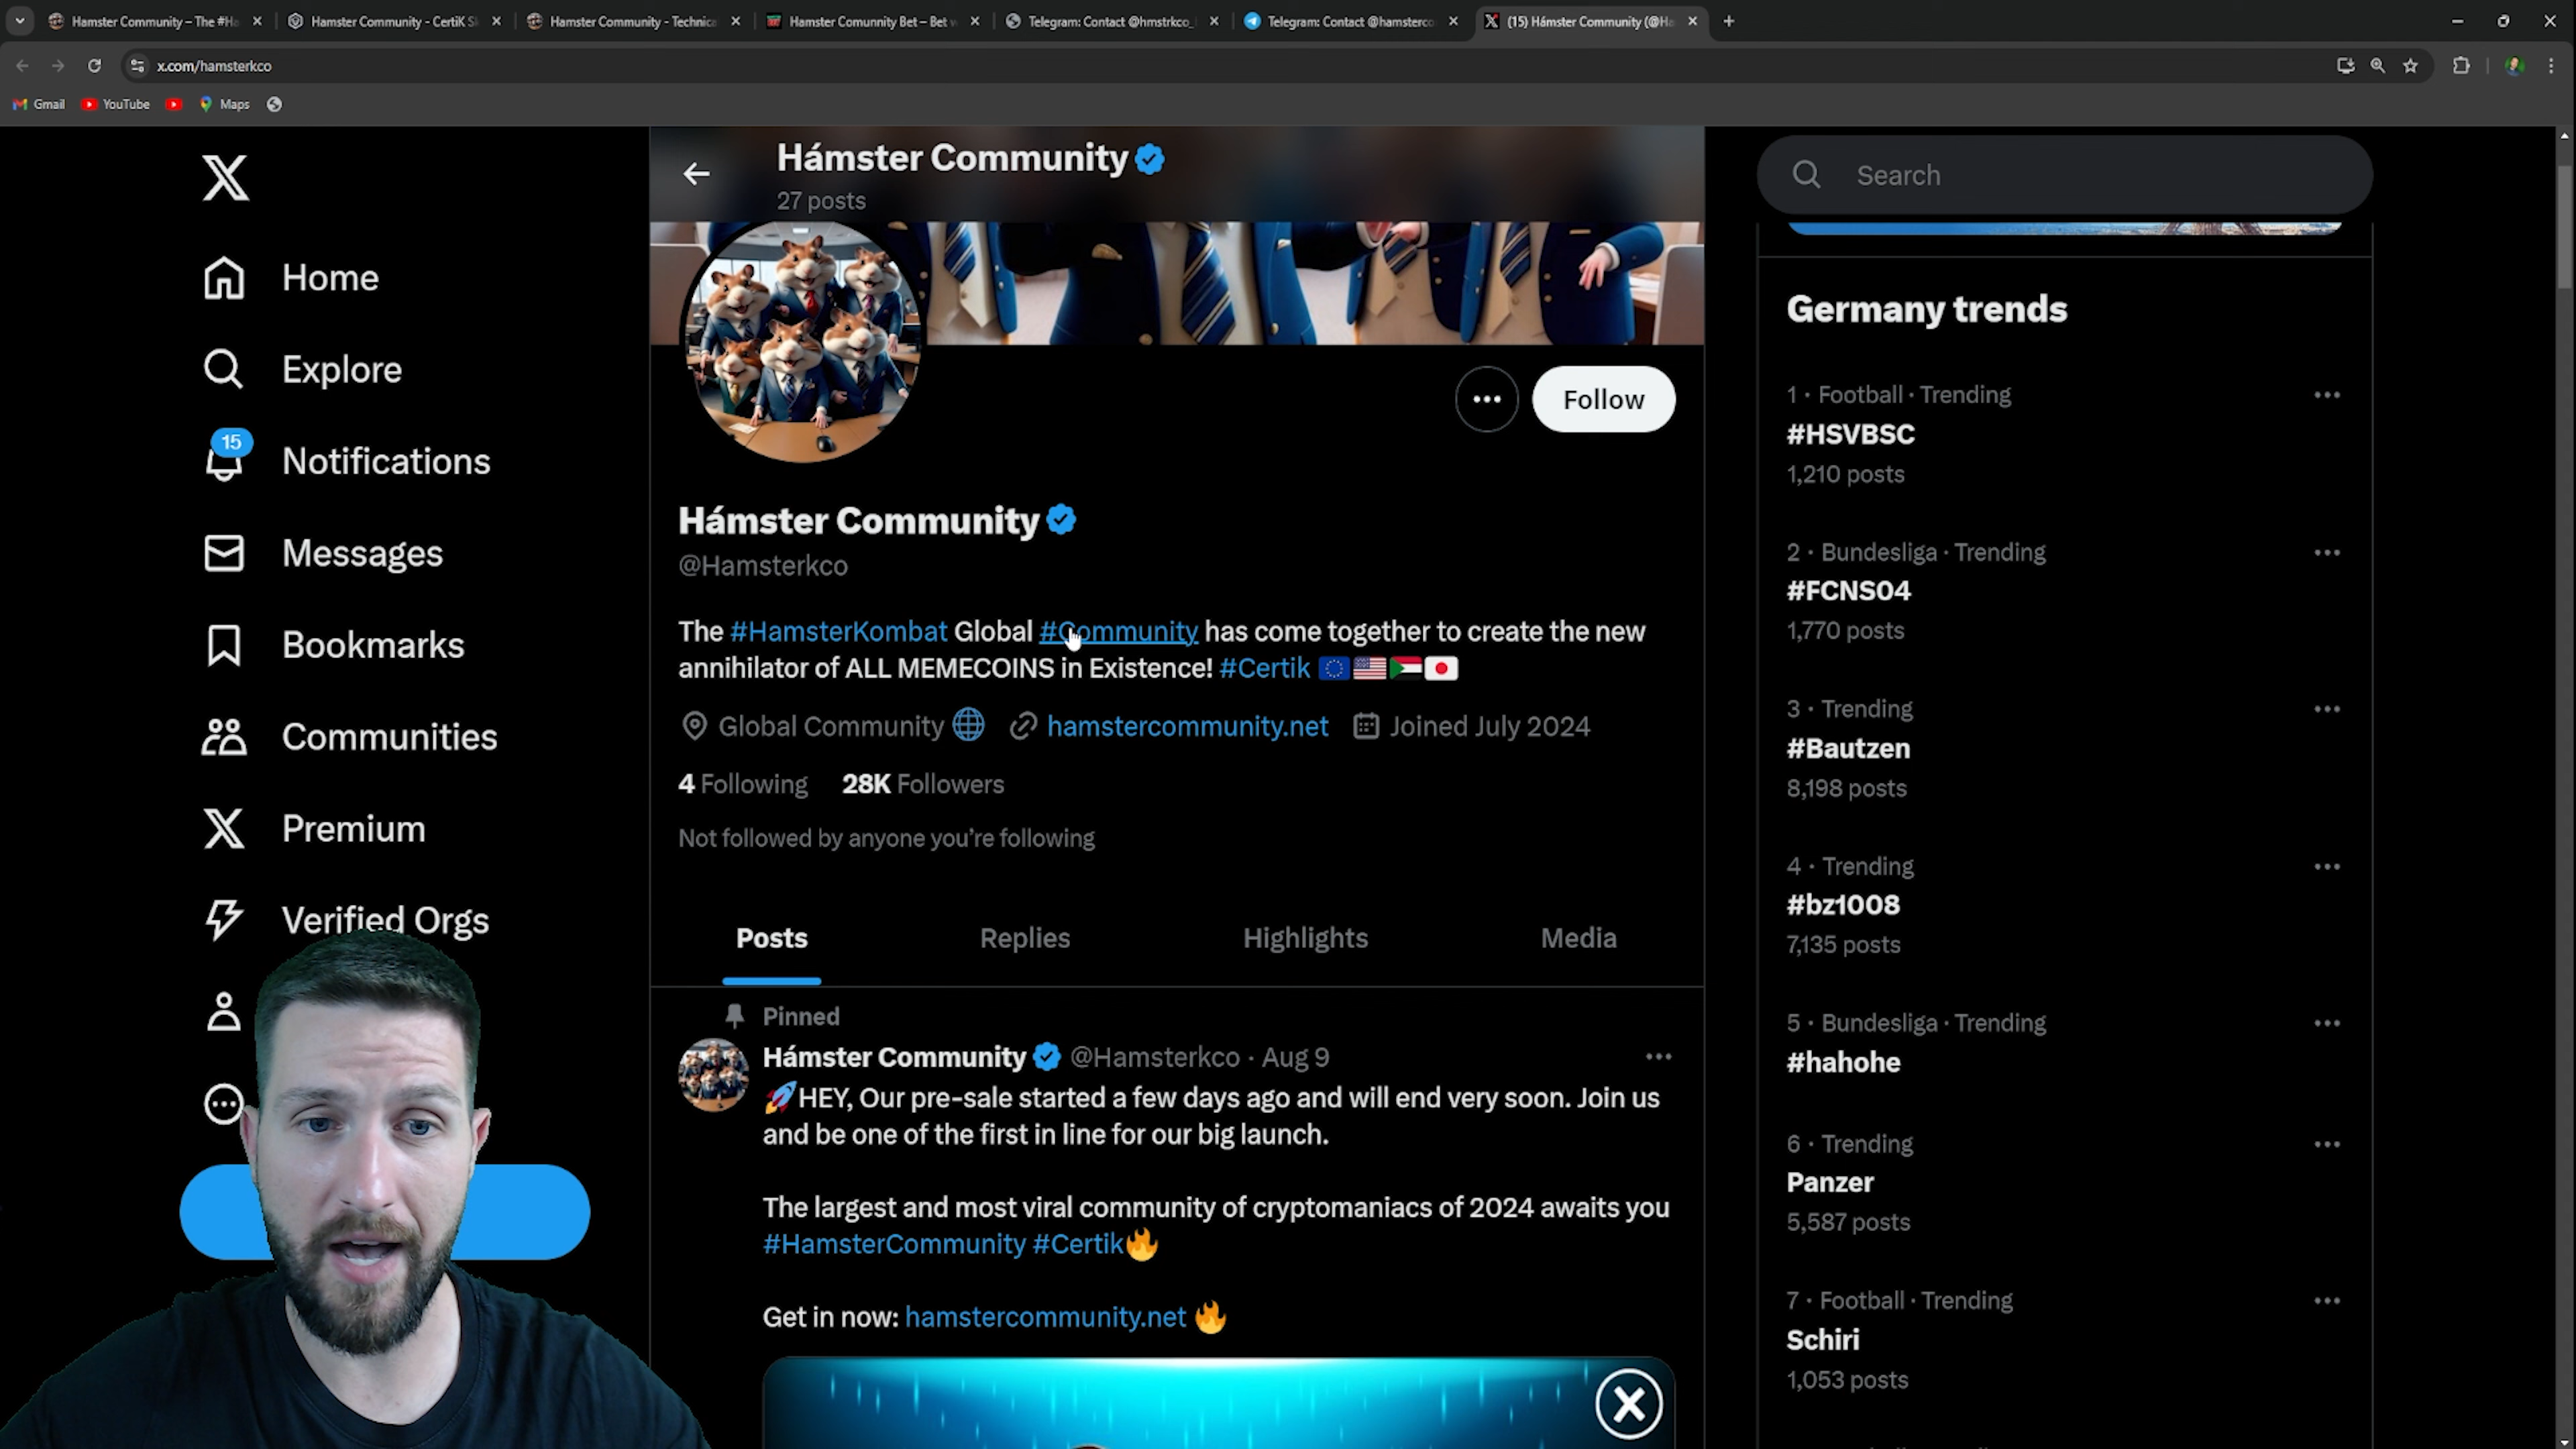 Hamster Community – The #Ha
Hamster Community - CertiK Sk
Hamster Community - Technica
Hamster Comunnity Bet – Bet w
Telegram: Contact @hmstrkco_
Telegram: Contact @hamsterco
(15) Hámster Community (@Ha
x.com/hamsterkco
Gmail
YouTube
Maps
Hámster Community
27 posts
Search
Home
Explore
15
Notifications
Messages
Bookmarks
Communities
Premium
Verified Orgs
Follow
Hámster Community
@Hamsterkco
The #HamsterKombat Global #Community has come together to create the new
annihilator of ALL MEMECOINS in Existence! #Certik 🇪🇺🇺🇸🇸🇩🇯🇵
Global Community 🌐 hamstercommunity.net Joined July 2024
4 Following 28K Followers
Not followed by anyone you’re following
Posts Replies Highlights Media
Pinned
Hámster Community @Hamsterkco · Aug 9
🚀HEY, Our pre-sale started a few days ago and will end very soon. Join us
and be one of the first in line for our big launch.
The largest and most viral community of cryptomaniacs of 2024 awaits you
#HamsterCommunity #Certik🔥
Get in now: hamstercommunity.net 🔥
Germany trends
1 · Football · Trending
#HSVBSC
1,210 posts
2 · Bundesliga · Trending
#FCNS04
1,770 posts
3 · Trending
#Bautzen
8,198 posts
4 · Trending
#bz1008
7,135 posts
5 · Bundesliga · Trending
#hahohe
6 · Trending
Panzer
5,587 posts
7 · Football · Trending
Schiri
1,053 posts